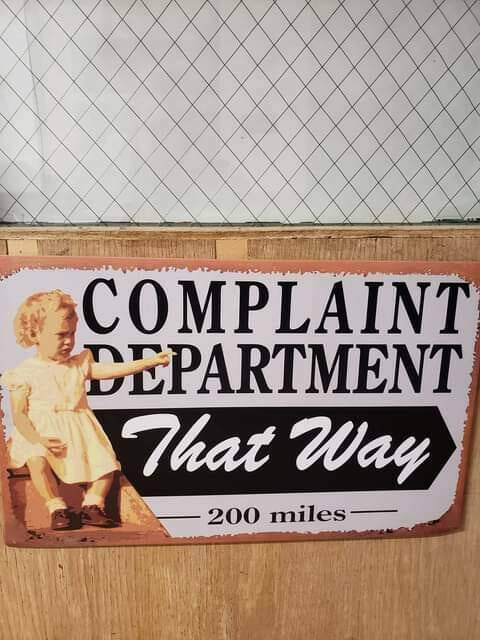 COMPLAINT
DEPARTMENT
That Way
200 miles